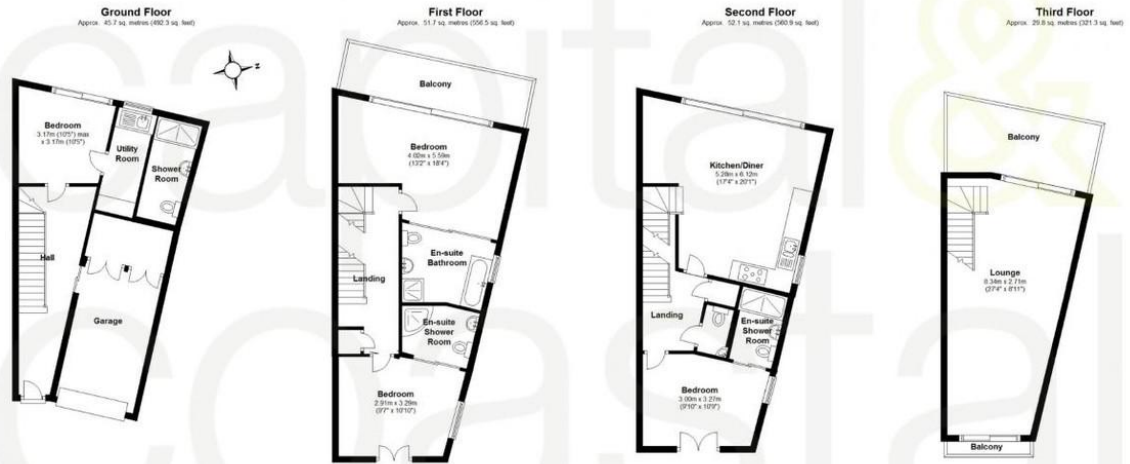 Ground Floor
Approx. 45.7 sq. metres (492.3 sq. feet)
Bedroom
3.17m (10'5") max
x 3.17m (10'5")
Utility
Room
Shower
Room
Hall
Garage
First Floor
Approx. 51.7 sq. metres (556.5 sq. feet)
Balcony
Bedroom
4.02m x 5.59m
(13'2" x 18'4")
En-suite
Bathroom
Landing
En-suite
Shower
Room
Bedroom
2.91m x 3.29m
(9'7" x 10'10")
Second Floor
Approx. 52.1 sq. metres (560.9 sq. feet)
Kitchen/Diner
5.28m x 6.12m
(17'4" x 20'1")
Landing
En-suite
Shower
Room
Bedroom
3.00m x 3.27m
(9'10" x 10'9")
Third Floor
Approx. 29.8 sq. metres (321.3 sq. feet)
Balcony
Lounge
8.34m x 2.71m
(27'4" x 8'11")
Balcony
N
capital &
coastal